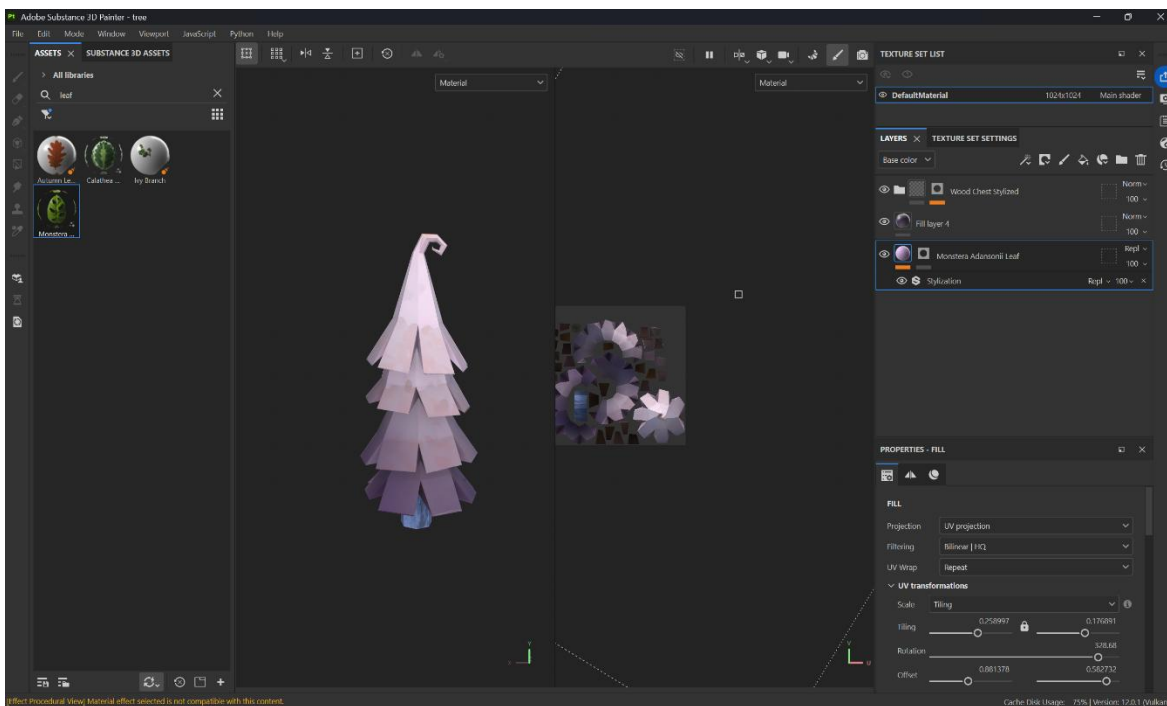 Pt Adobe Substance 3D Painter - tree
File Edit Mode Window Viewport JavaScript Python Help
ASSETS × SUBSTANCE 3D ASSETS
All libraries
leaf
Autumn Le...
Calathea ...
Ivy Branch
Monstera ...
Material
Material
TEXTURE SET LIST
DefaultMaterial 1024x1024 Main shader
LAYERS × TEXTURE SET SETTINGS
Base color
Wood Chest Stylized Norm 100
Fill layer 4 Norm 100
Monstera Adansonii Leaf Repl 100
Stylization Repl 100 ×
PROPERTIES - FILL
FILL
Projection UV projection
Filtering Bilinear | HQ
UV Wrap Repeat
UV transformations
Scale Tiling
Tiling 0.258997 0.176891
Rotation 328.68
Offset 0.881378 0.582732
[Effect Procedural View] Material effect selected is not compatible with this content.
Cache Disk Usage: 75% | Version: 12.0.1 (Vulkan